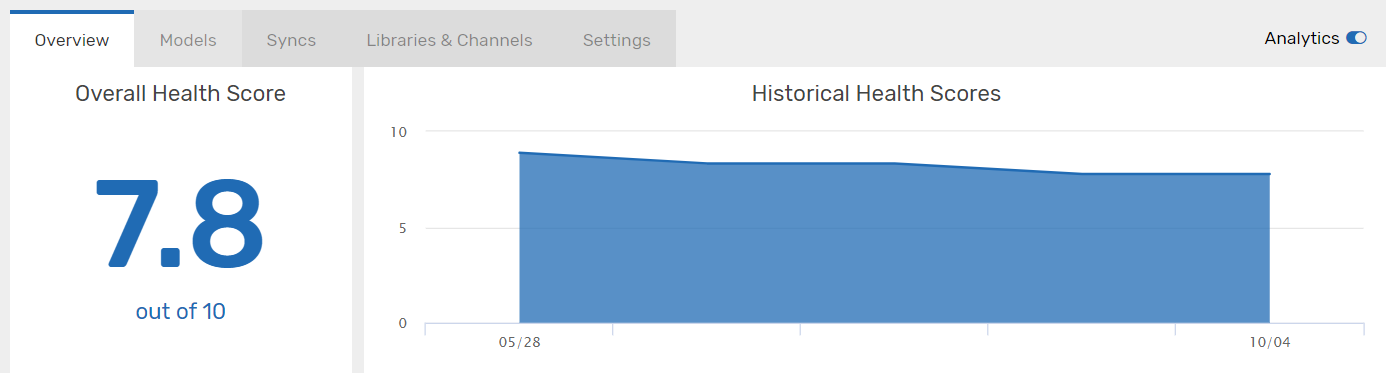 Overview Models Syncs Libraries & Channels Settings
Analytics
Overall Health Score
7.8
out of 10
Historical Health Scores
10
5
0
05/28 10/04